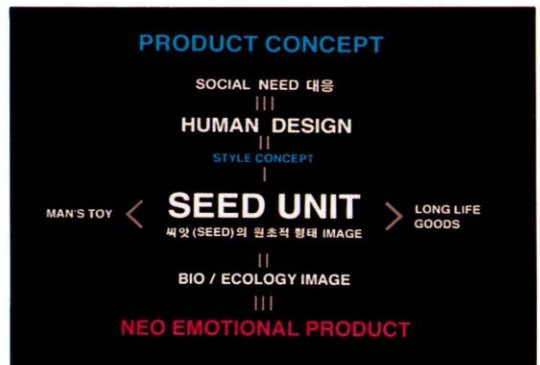 PRODUCT CONCEPT
SOCIAL NEED 대응
HUMAN DESIGN
STYLE CONCEPT
MAN'S TOY
SEED UNIT
씨앗(SEED)의 원초적 형태 IMAGE
LONG LIFE
GOODS
BIO / ECOLOGY IMAGE
NEO EMOTIONAL PRODUCT